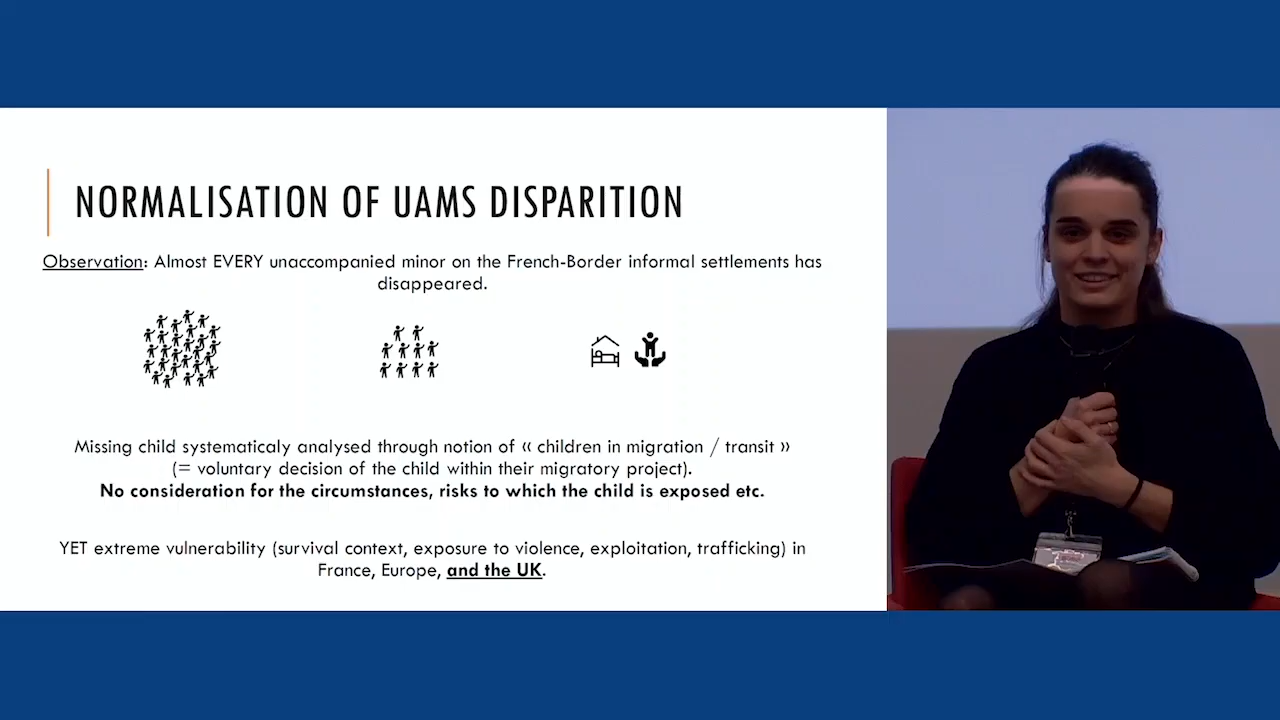 NORMALISATION OF UAMS DISPARITION
Observation: Almost EVERY unaccompanied minor on the French-Border informal settlements has
disappeared.
Missing child systematicaly analysed through notion of « children in migration / transit »
(= voluntary decision of the child within their migratory project).
No consideration for the circumstances, risks to which the child is exposed etc.
YET extreme vulnerability (survival context, exposure to violence, exploitation, trafficking) in
France, Europe, and the UK.